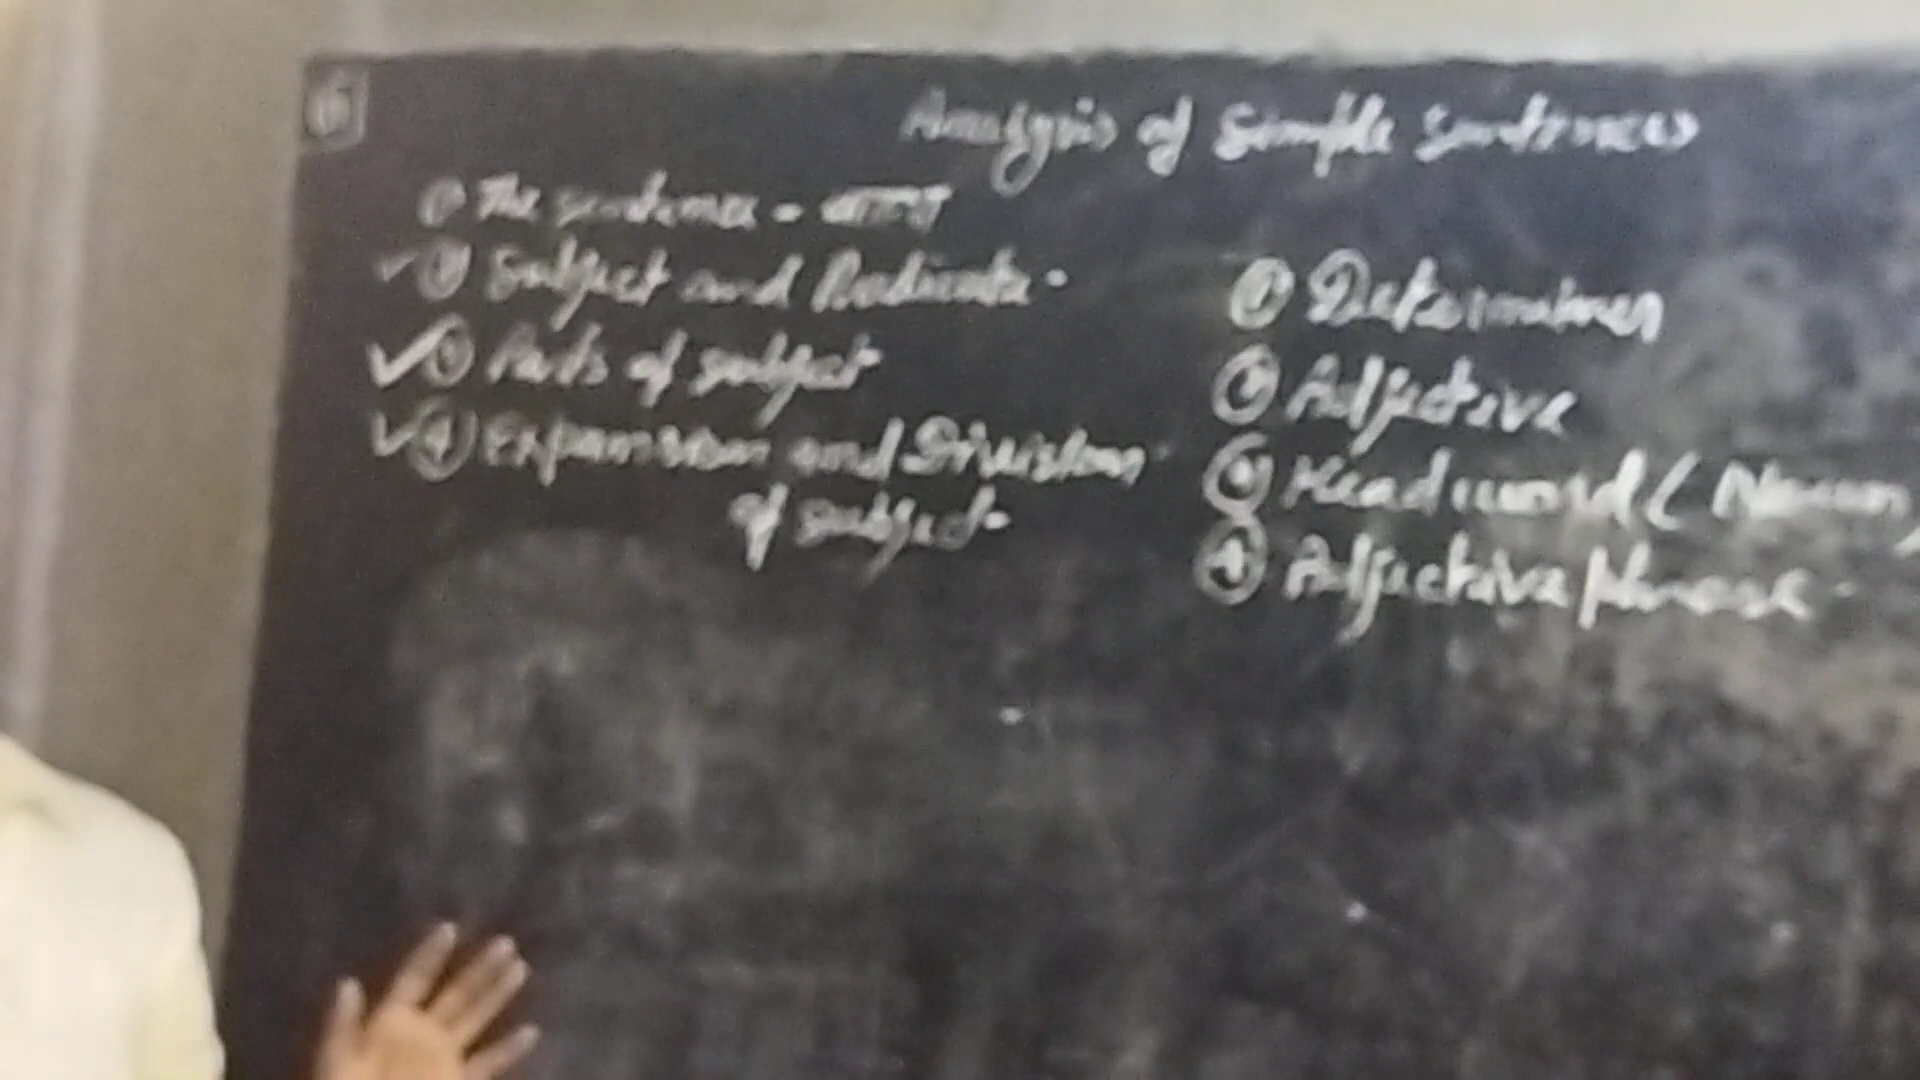 Analysis of Simple Sentences
① The sentence -
② Subject and Predicate.
③ Parts of subject
④ Expansion and Division
of subject.
① Determiner
② Adjective
③ Headword ( Noun
④ Adjective phrase.